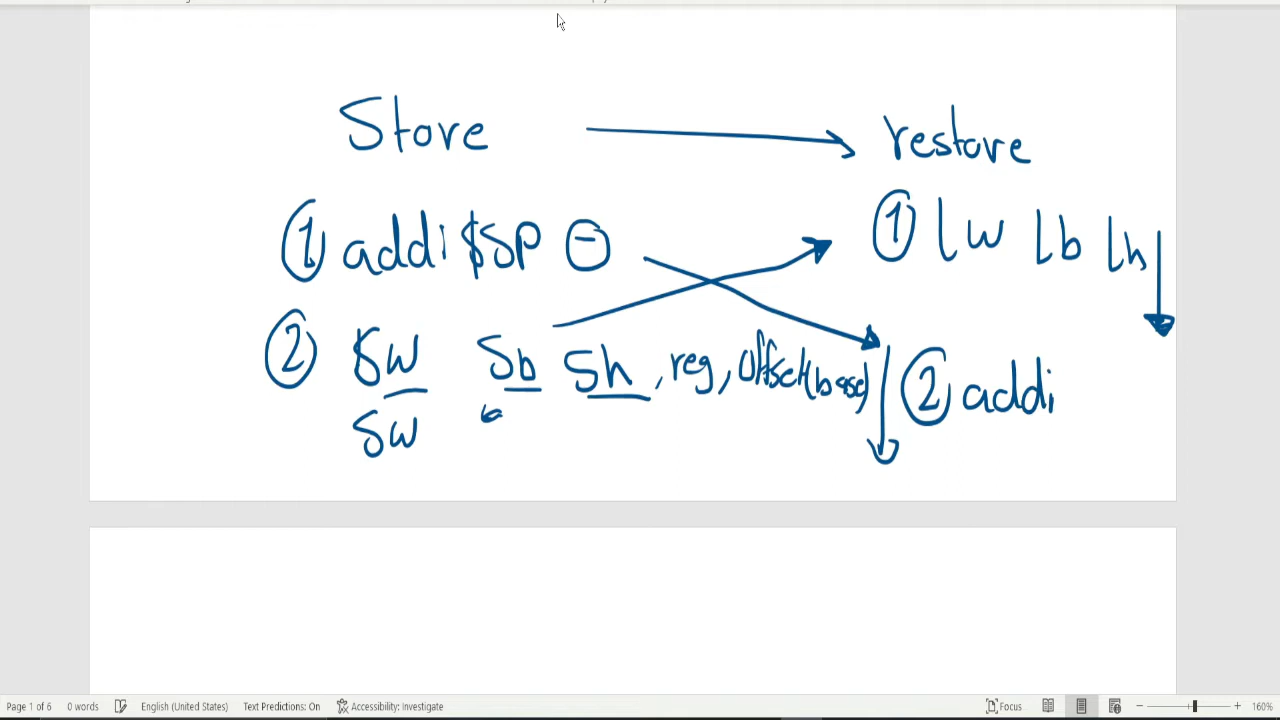 Store → restore
① addi $SP ⊖
① lw lb lh
② Sw Sb Sh, reg, offset(base)
② addi
Sw
Page 1 of 6 0 words English (United States) Text Predictions: On Accessibility: Investigate Focus 160%